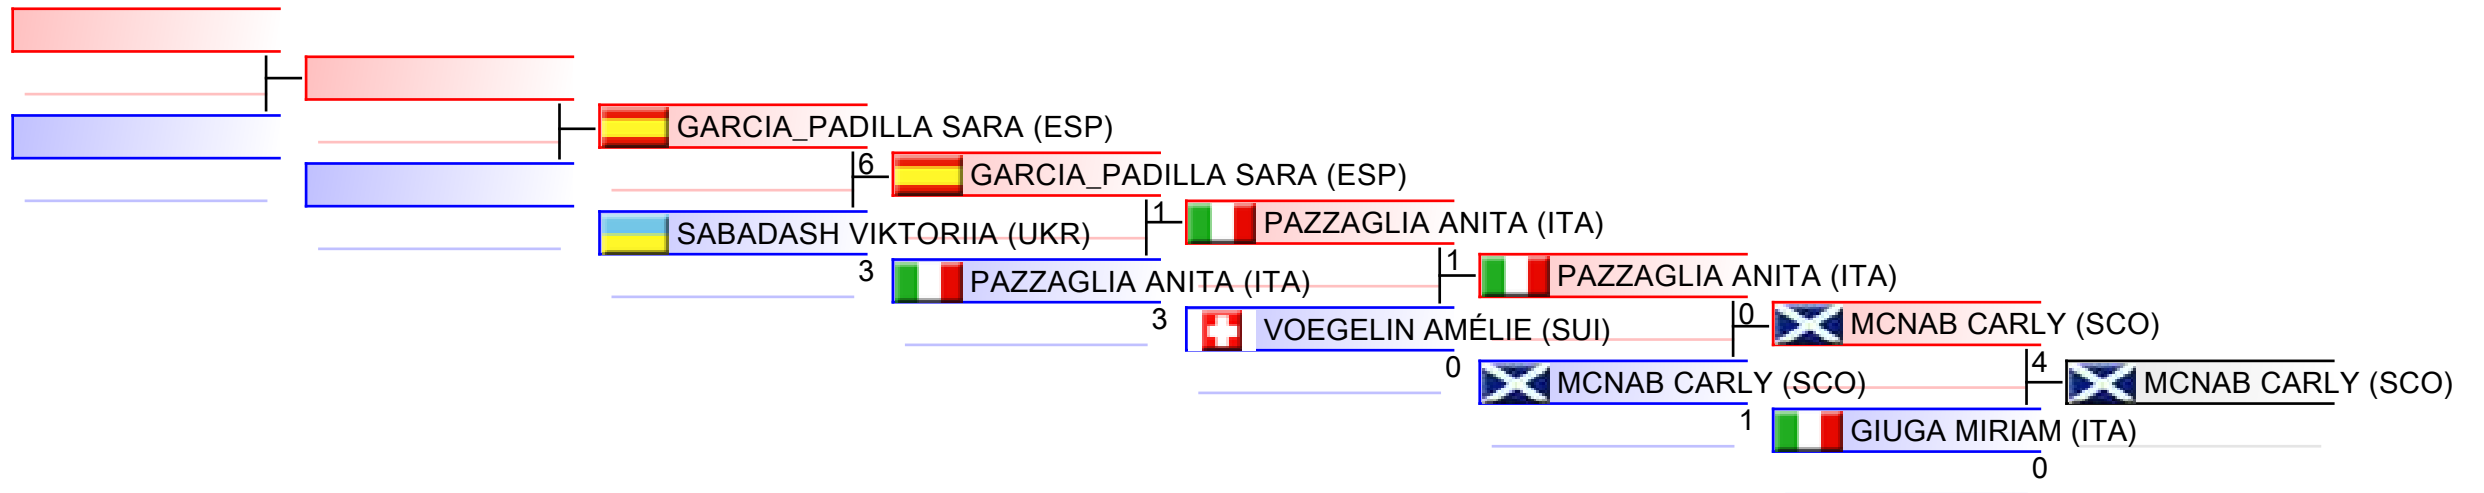 GARCIA_PADILLA SARA (ESP)
6
GARCIA_PADILLA SARA (ESP)
SABADASH VIKTORIIA (UKR)
3
1
PAZZAGLIA ANITA (ITA)
PAZZAGLIA ANITA (ITA)
3
1
PAZZAGLIA ANITA (ITA)
VOEGELIN AMÉLIE (SUI)
0
0
MCNAB CARLY (SCO)
MCNAB CARLY (SCO)
1
4
MCNAB CARLY (SCO)
GIUGA MIRIAM (ITA)
0